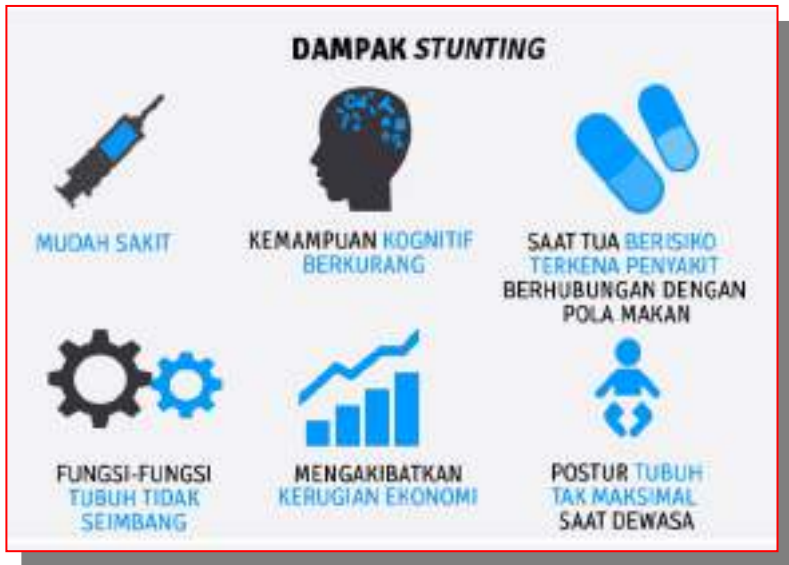 DAMPAK STUNTING
MUDAH SAKIT
KEMAMPUAN KOGNITIF
BERKURANG
SAAT TUA BERISIKO
TERKENA PENYAKIT
BERHUBUNGAN DENGAN
POLA MAKAN
FUNGSI-FUNGSI
TUBUH TIDAK
SEIMBANG
MENGAKIBATKAN
KERUGIAN EKONOMI
POSTUR TUBUH
TAK MAKSIMAL
SAAT DEWASA